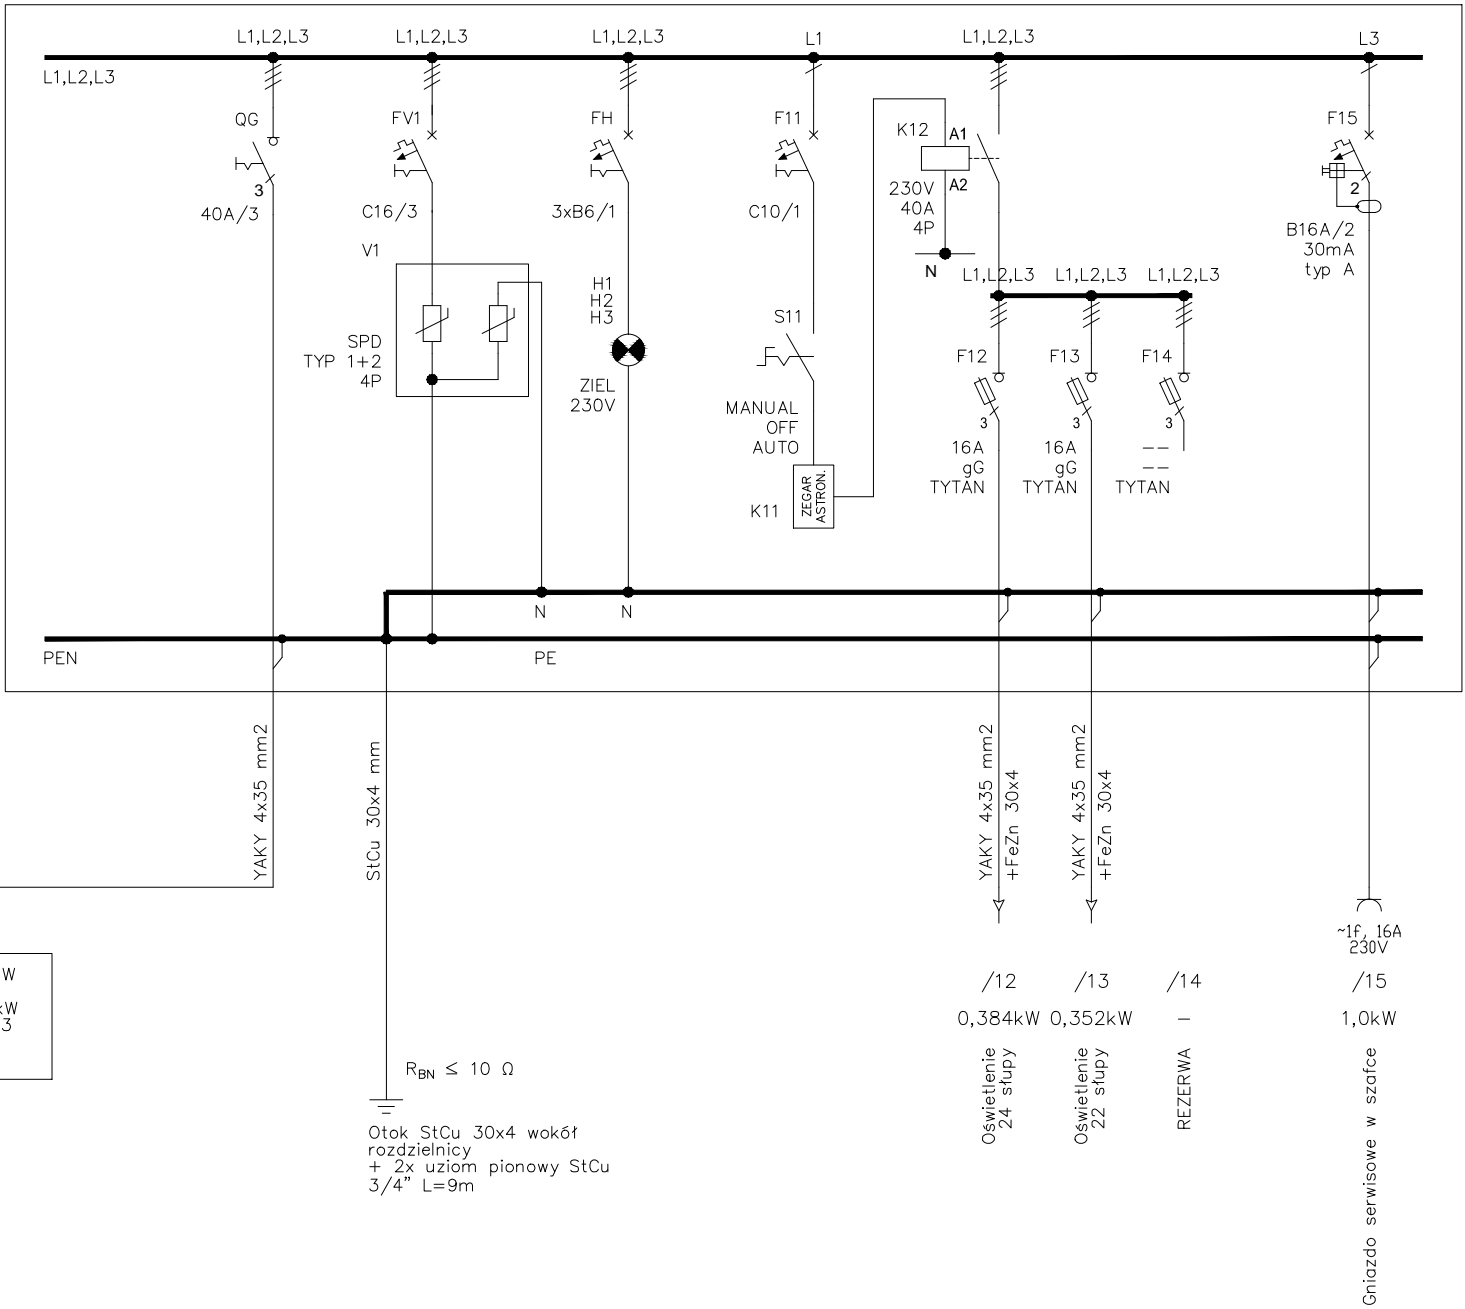 L1,L2,L3
L1,L2,L3
L1,L2,L3
L1
L1,L2,L3
L3
L1,L2,L3
QG
3
40A/3
FV1
C16/3
V1
SPD
TYP 1+2
4P
FH
3xB6/1
H1
H2
H3
ZIEL
230V
F11
C10/1
S11
MANUAL
OFF
AUTO
K11
ZEGAR
ASTRON.
K12
A1
A2
230V
40A
4P
N
L1,L2,L3
L1,L2,L3
L1,L2,L3
F12
3
16A
gG
TYTAN
F13
3
16A
gG
TYTAN
F14
3
--
--
TYTAN
F15
2
B16A/2
30mA
typ A
N
N
PEN
PE
YAKY 4x35 mm2
StCu 30x4 mm
YAKY 4x35 mm2
+FeZn 30x4
YAKY 4x35 mm2
+FeZn 30x4
~1f, 16A
230V
W
kW
3
/12
/13
/14
/15
0,384kW
0,352kW
–
1,0kW
Oświetlenie
24 słupy
Oświetlenie
22 słupy
REZERWA
Gniazdo serwisowe w szafce
RBN ≤ 10 Ω
Otok StCu 30x4 wokół
rozdzielnicy
+ 2x uziom pionowy StCu
3/4" L=9m